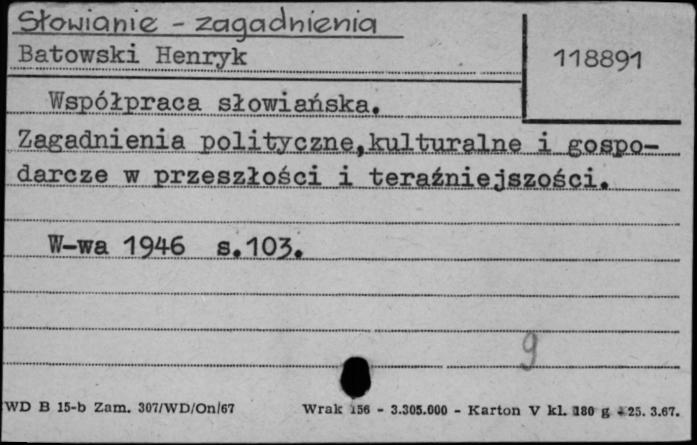 Słowianie - zagadnienia
Batowski Henryk
118891
Współpraca słowiańska.
Zagadnienia polityczne,kulturalne i gospo-
darcze w przeszłości i teraźniejszości.
W-wa 1946 s.103.
9
WD B 15-b Zam. 307/WD/On/67 Wrak 156 - 3.305.000 - Karton V kl. 180 g - 25. 3.67.